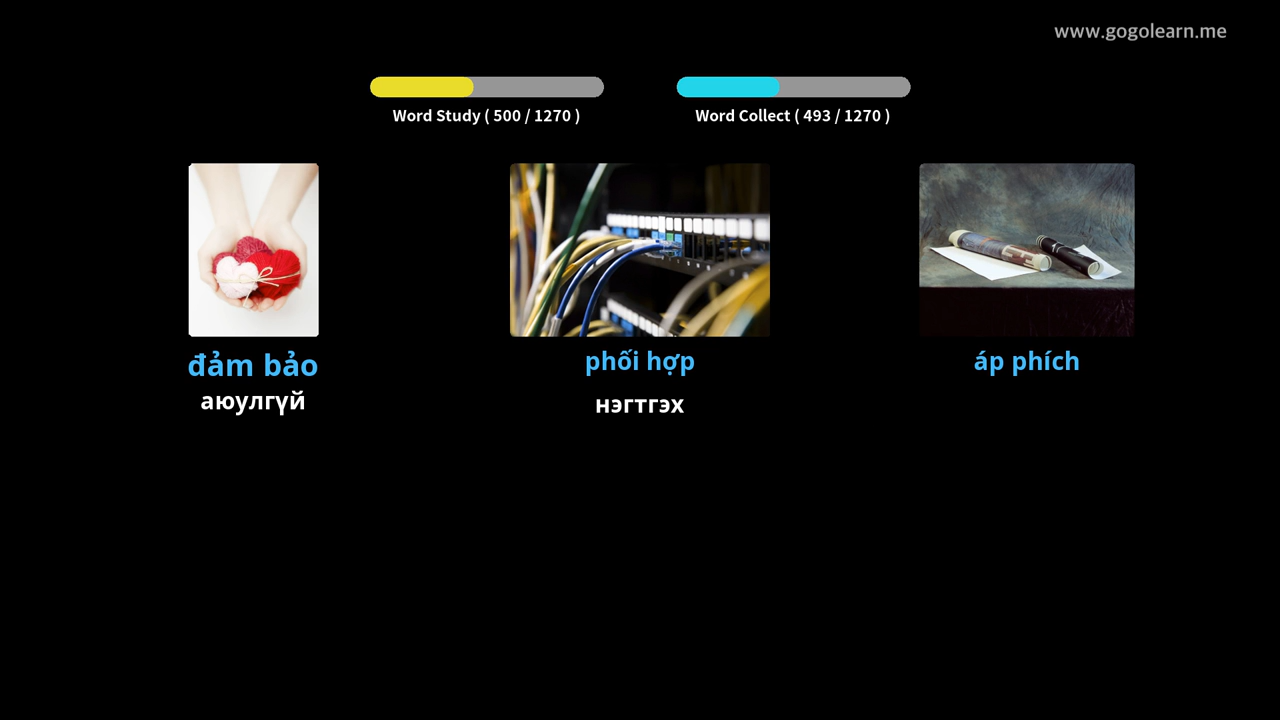 www.gogolearn.me
Word Study ( 500 / 1270 )
Word Collect ( 493 / 1270 )
đảm bảo
аюулгүй
phối hợp
нэгтгэх
áp phích